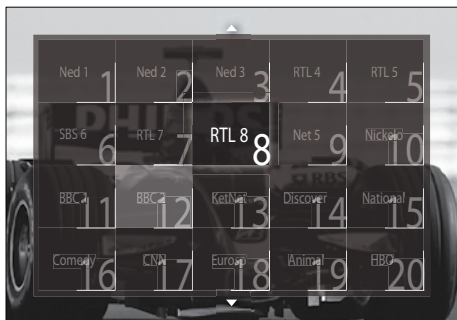 Ned 1 1 Ned 2 2 Ned 3 3 RTL 4 4 RTL 5 5
SBS 6 6 RTL 7 7 RTL 8 8 Net 5 9 Nickelo 10
BBC 1 11 BBC 2 12 KetNet 13 Discover 14 National 15
Comedy 16 CNN 17 Eurosp 18 Animal 19 HBO 20
PHILIPS
RBS